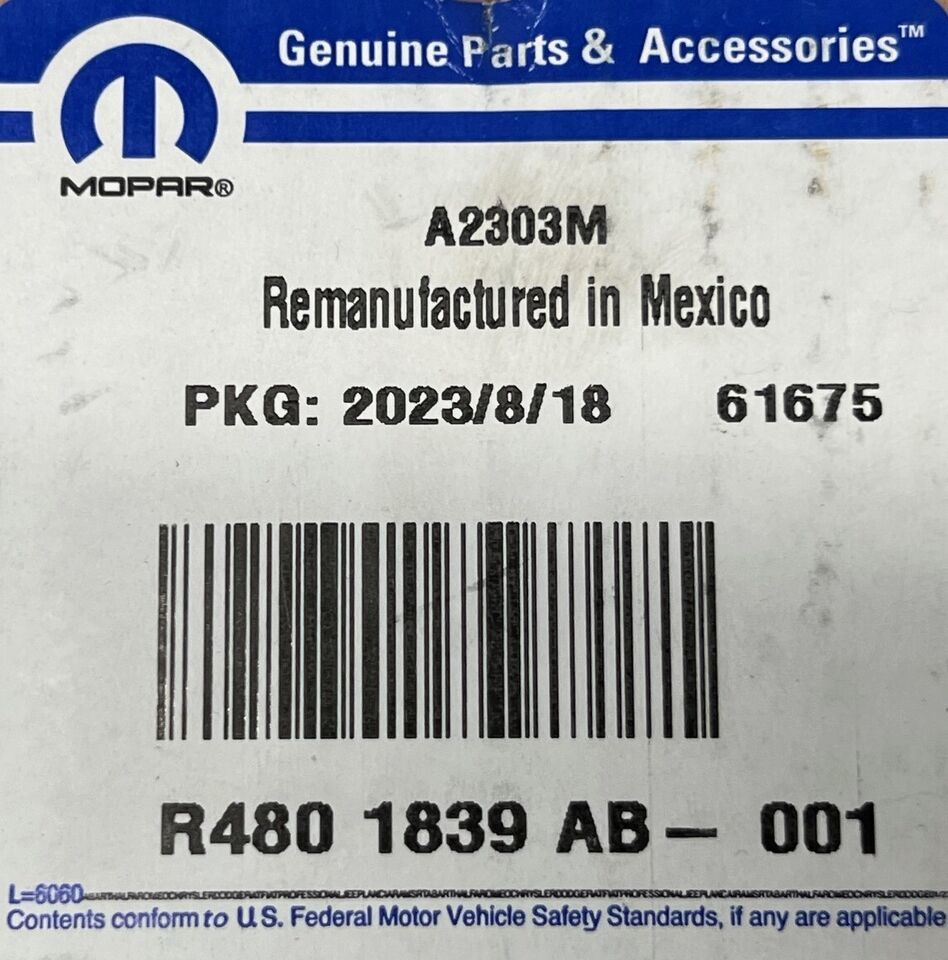 Genuine Parts & Accessories™
MOPAR®
A2303M
Remanufactured in Mexico
PKG: 2023/8/18 61675
R480 1839 AB – 001
L=6060
Contents conform to U.S. Federal Motor Vehicle Safety Standards, if any are applicable